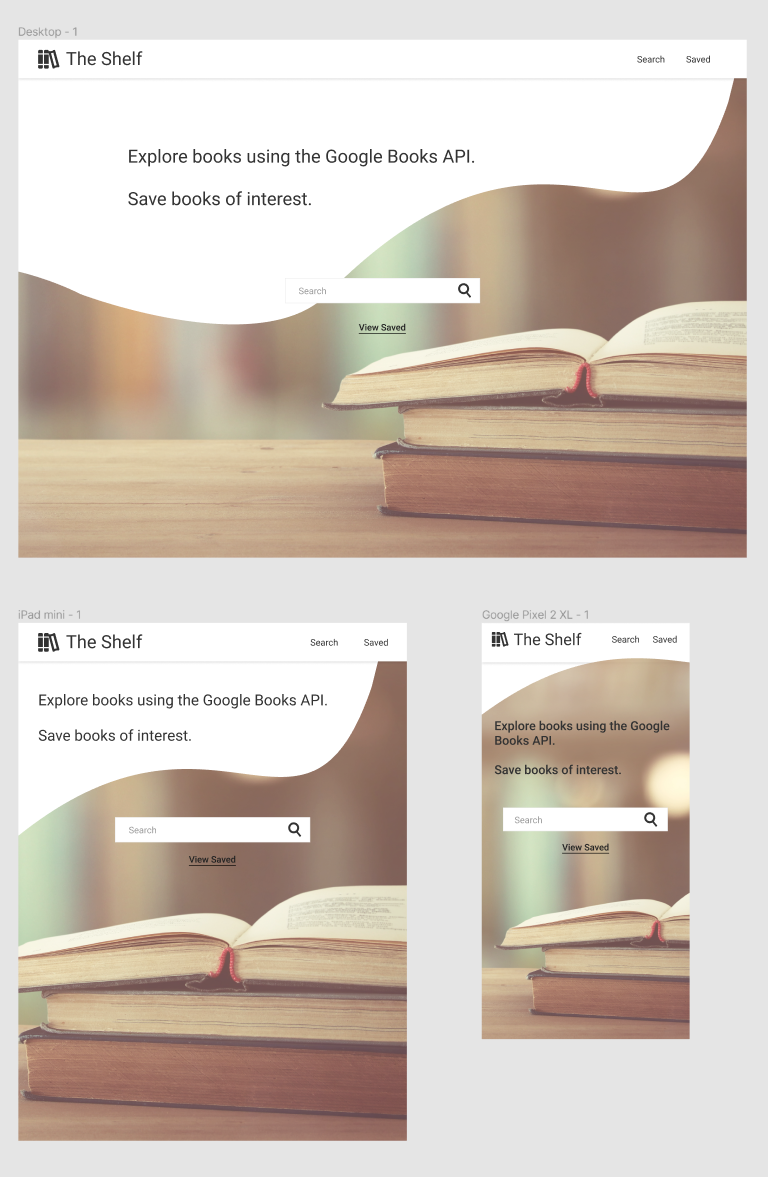 Desktop - 1
The Shelf
Search Saved
Explore books using the Google Books API.
Save books of interest.
Search
View Saved
iPad mini - 1
The Shelf
Search Saved
Explore books using the Google Books API.
Save books of interest.
Search
View Saved
Google Pixel 2 XL - 1
The Shelf
Search Saved
Explore books using the Google
Books API.
Save books of interest.
Search
View Saved